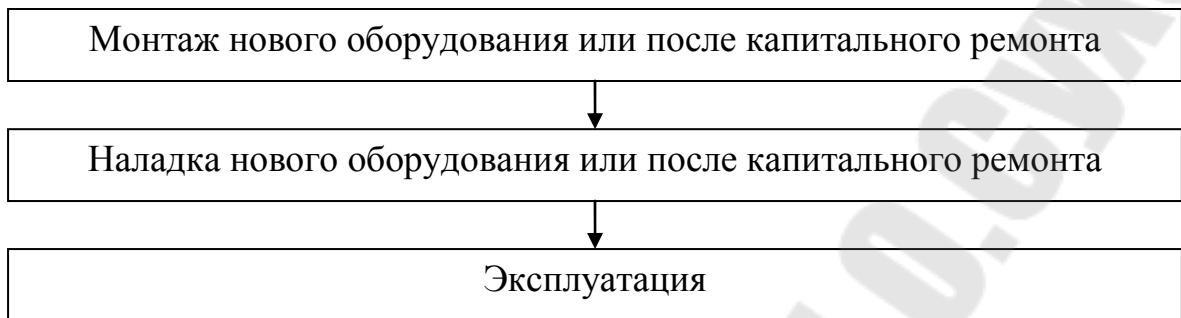 Монтаж нового оборудования или после капитального ремонта
Наладка нового оборудования или после капитального ремонта
Эксплуатация